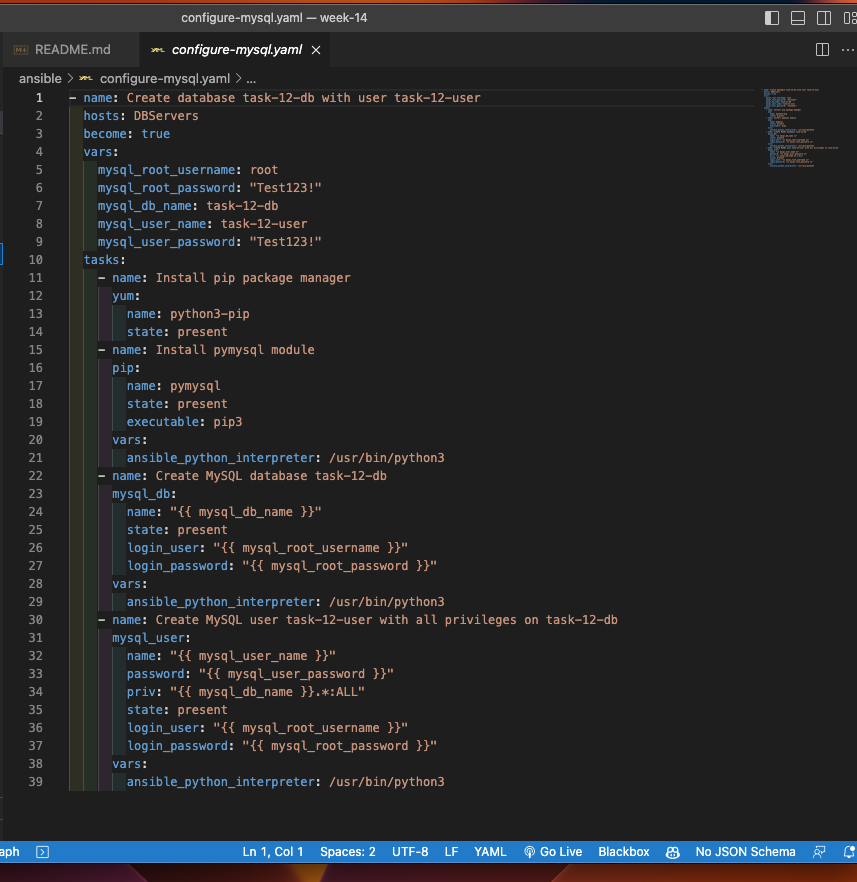 configure-mysql.yaml — week-14
README.md configure-mysql.yaml
ansible > configure-mysql.yaml > ...
1 - name: Create database task-12-db with user task-12-user
2 hosts: DBServers
3 become: true
4 vars:
5 mysql_root_username: root
6 mysql_root_password: "Test123!"
7 mysql_db_name: task-12-db
8 mysql_user_name: task-12-user
9 mysql_user_password: "Test123!"
10 tasks:
11 - name: Install pip package manager
12 yum:
13 name: python3-pip
14 state: present
15 - name: Install pymysql module
16 pip:
17 name: pymysql
18 state: present
19 executable: pip3
20 vars:
21 ansible_python_interpreter: /usr/bin/python3
22 - name: Create MySQL database task-12-db
23 mysql_db:
24 name: "{{ mysql_db_name }}"
25 state: present
26 login_user: "{{ mysql_root_username }}"
27 login_password: "{{ mysql_root_password }}"
28 vars:
29 ansible_python_interpreter: /usr/bin/python3
30 - name: Create MySQL user task-12-user with all privileges on task-12-db
31 mysql_user:
32 name: "{{ mysql_user_name }}"
33 password: "{{ mysql_user_password }}"
34 priv: "{{ mysql_db_name }}.*:ALL"
35 state: present
36 login_user: "{{ mysql_root_username }}"
37 login_password: "{{ mysql_root_password }}"
38 vars:
39 ansible_python_interpreter: /usr/bin/python3
aph Ln 1, Col 1 Spaces: 2 UTF-8 LF YAML Go Live Blackbox No JSON Schema